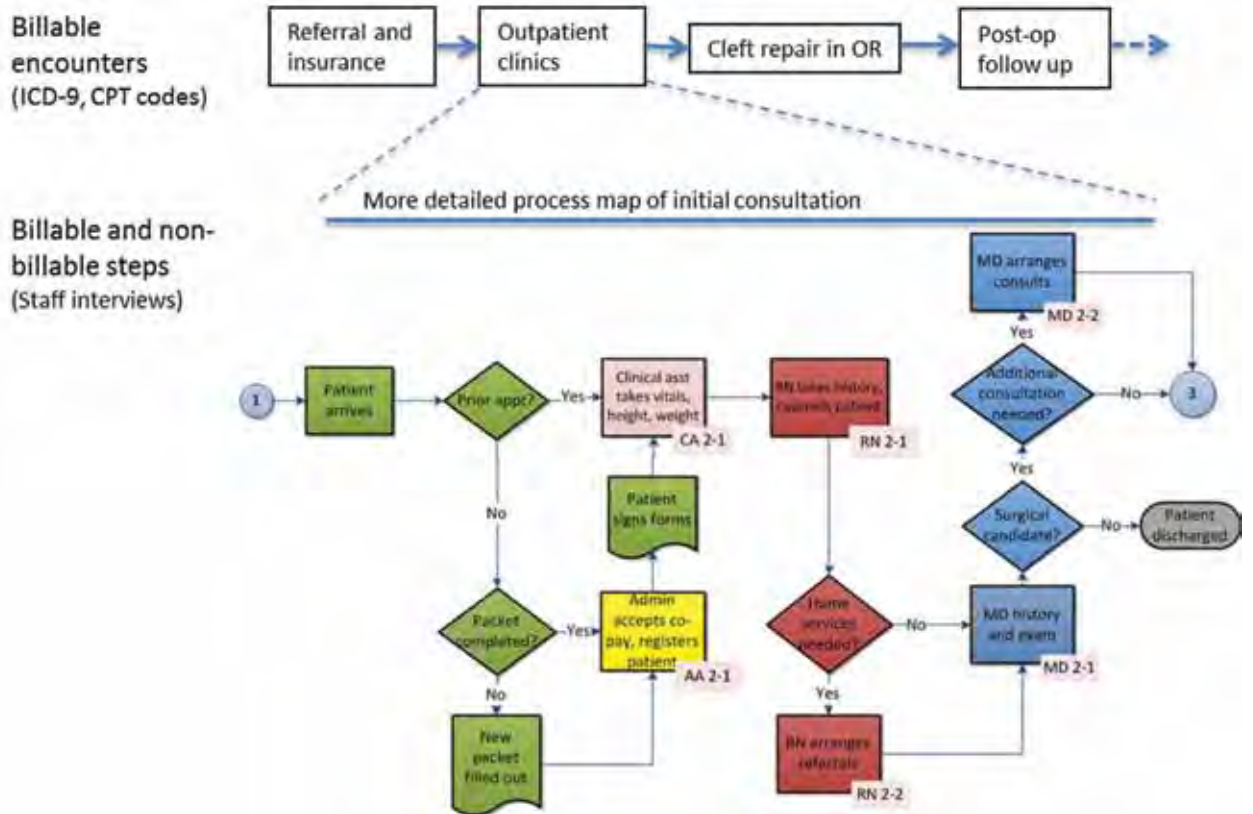 Billable
encounters
(ICD-9, CPT codes)
Referral and
insurance
Outpatient
clinics
Cleft repair in OR
Post-op
follow up
More detailed process map of initial consultation
Billable and non-
billable steps
(Staff interviews)
MD arranges
consults
MD 2-2
Yes
1
Patient
arrives
Prior appt?
Yes
Clinical asst
takes vitals,
height, weight
CA 2-1
RN takes history,
counsels patient
RN 2-1
Additional
consultation
needed?
No
3
Yes
No
Patient
signs forms
Surgical
candidate?
No
Patient
discharged
Packet
completed?
Yes
Admin
accepts co-
pay, registers
patient
AA 2-1
Home
services
needed?
No
MD history
and exam
MD 2-1
No
Yes
New
packet
filled out
RN arranges
referrals
RN 2-2